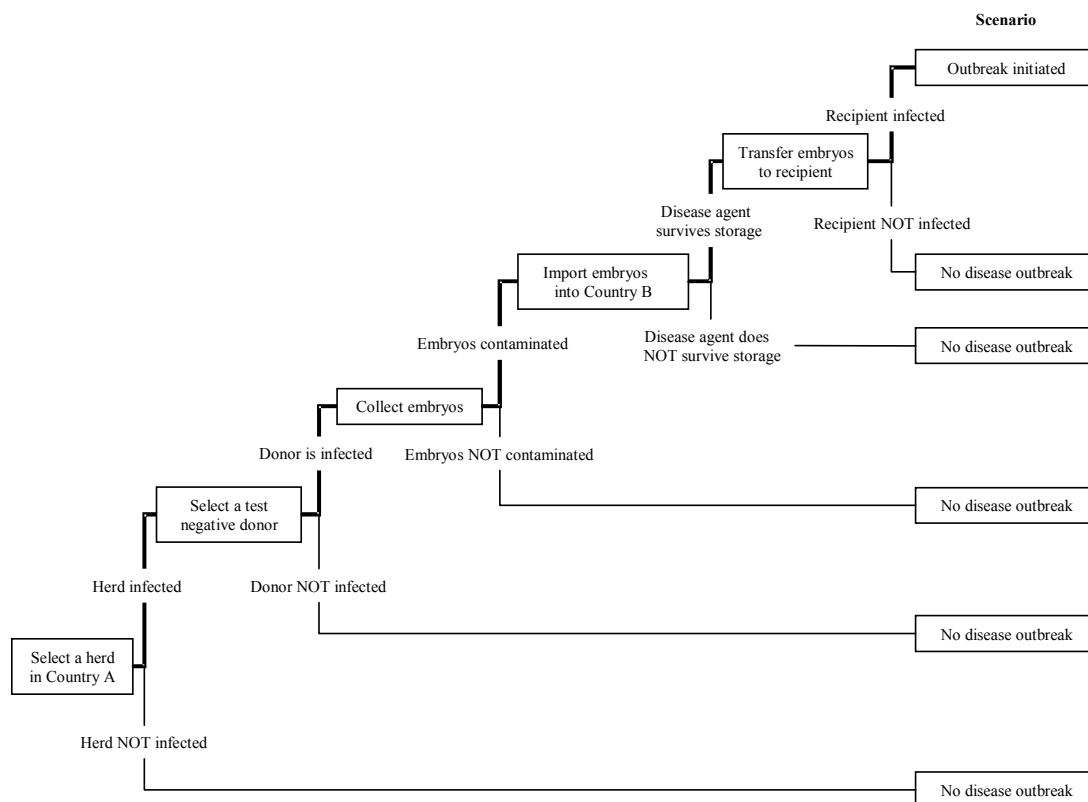 Scenario
Outbreak initiated
Recipient infected
Transfer embryos
to recipient
Disease agent
survives storage
Recipient NOT infected
Import embryos
into Country B
No disease outbreak
Embryos contaminated
Disease agent does
NOT survive storage
No disease outbreak
Collect embryos
Donor is infected
Embryos NOT contaminated
Select a test
negative donor
No disease outbreak
Herd infected
Donor NOT infected
No disease outbreak
Select a herd
in Country A
Herd NOT infected
No disease outbreak